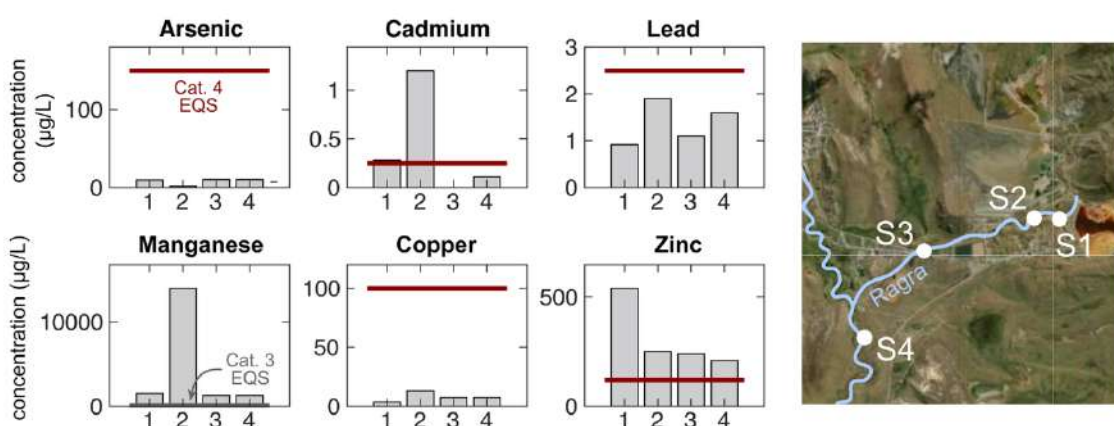 Arsenic
Cadmium
Lead
concentration
(µg/L)
100
0
Cat. 4
EQS
1 2 3 4
1
0.5
0
1 2 3 4
3
2
1
0
1 2 3 4
Manganese
Copper
Zinc
concentration (µg/L)
10000
0
Cat. 3
EQS
1 2 3 4
100
50
0
1 2 3 4
500
0
1 2 3 4
S2
S1
S3
Ragra
S4